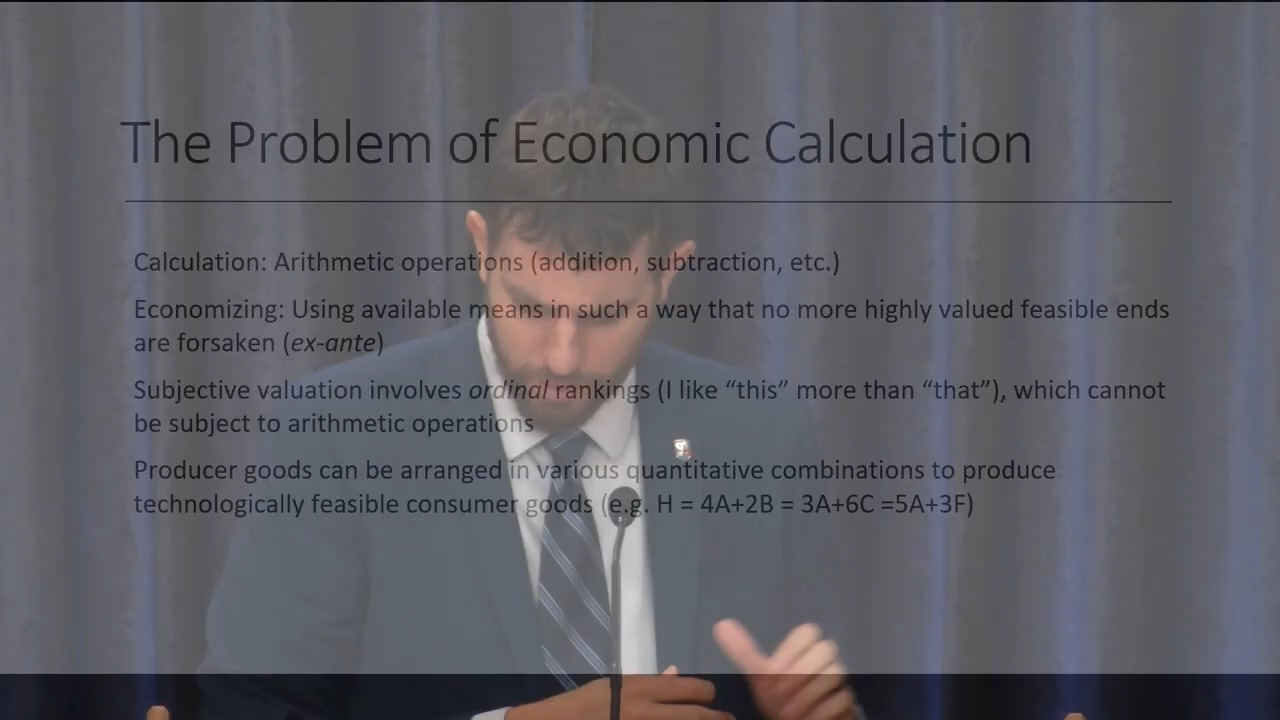 The Problem of Economic Calculation
Calculation: Arithmetic operations (addition, subtraction, etc.)
Economizing: Using available means in such a way that no more highly valued feasible ends
are forsaken (ex-ante)
Subjective valuation involves ordinal rankings (I like “this” more than “that”), which cannot
be subject to arithmetic operations
Producer goods can be arranged in various quantitative combinations to produce
technologically feasible consumer goods (e.g. H = 4A+2B = 3A+6C =5A+3F)